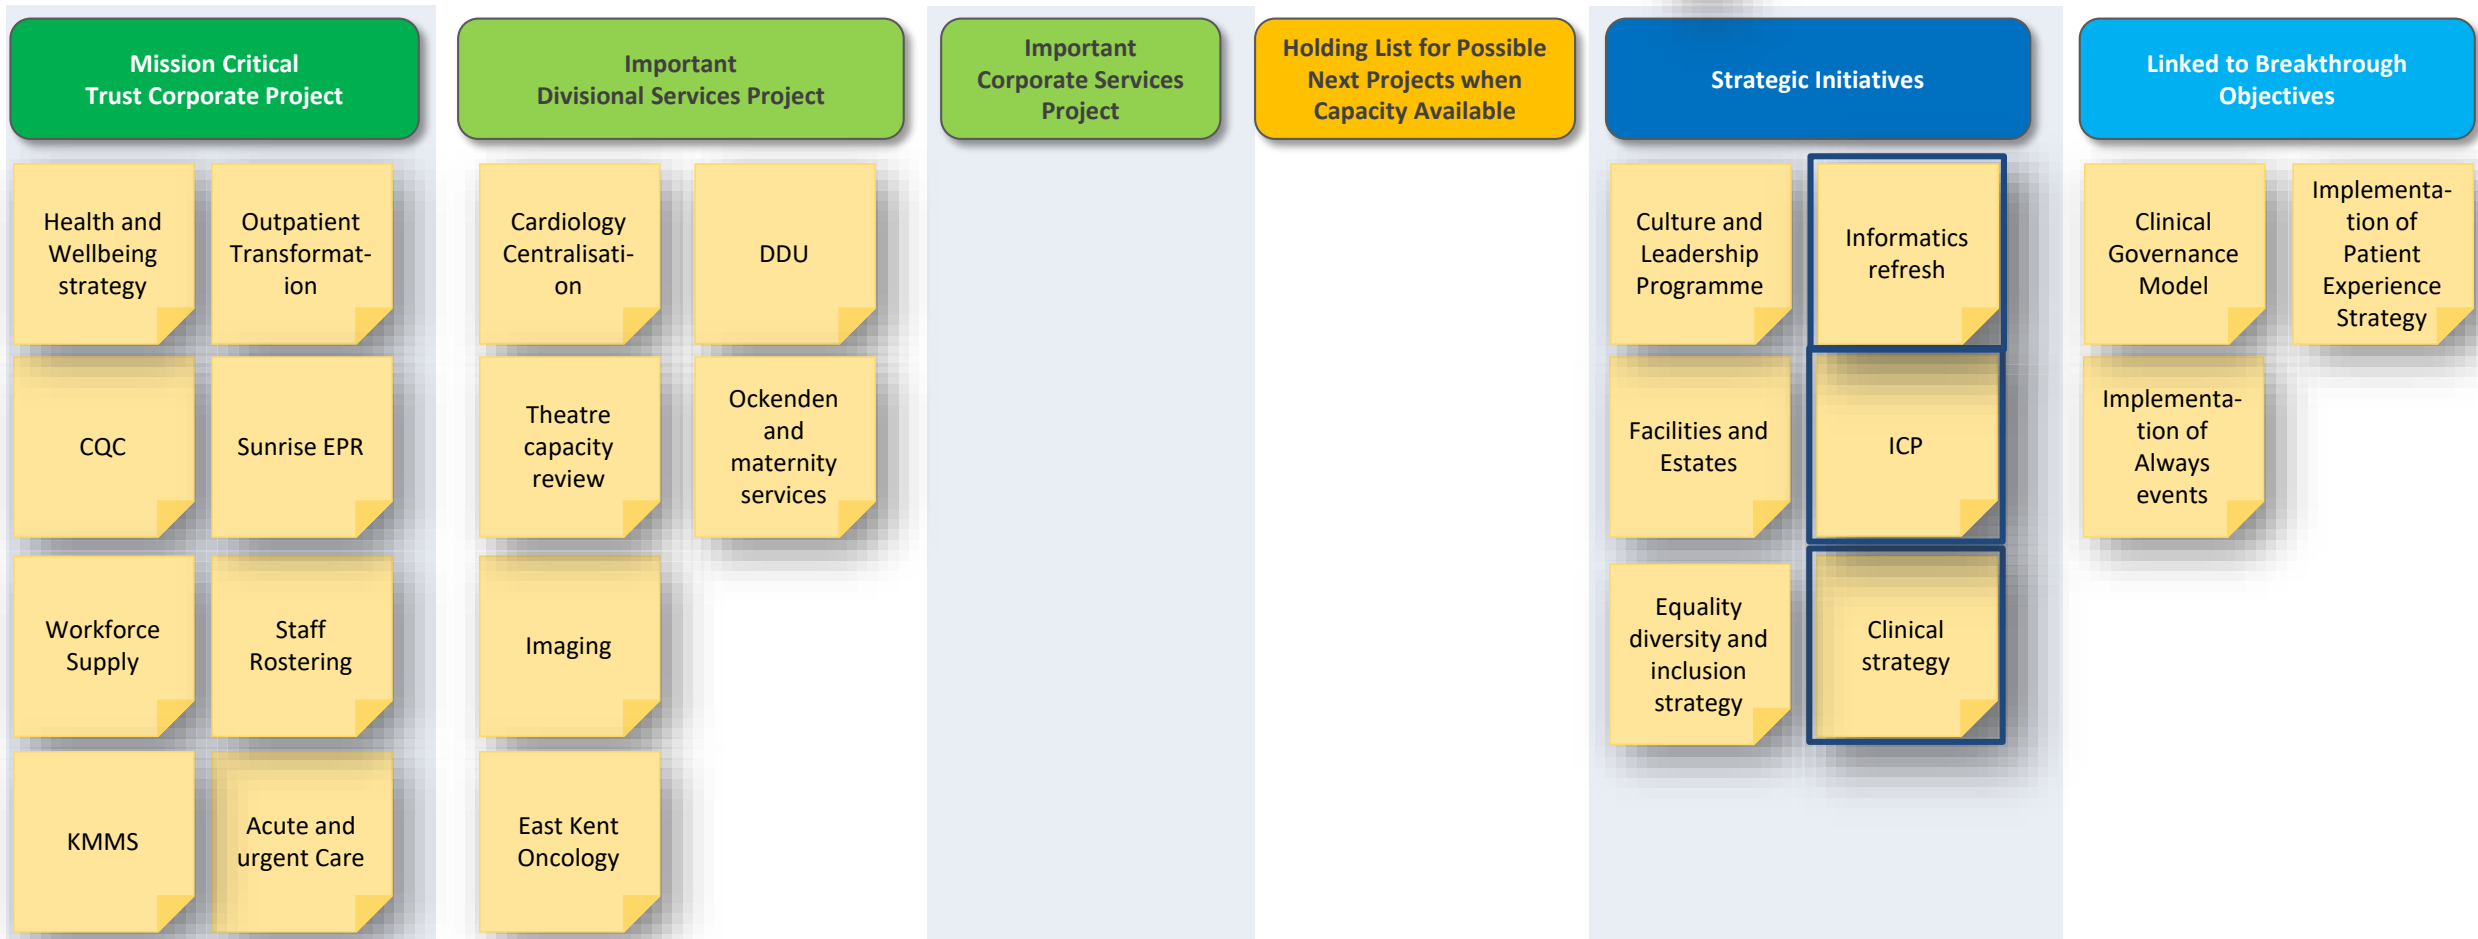 Mission Critical
Trust Corporate Project
Important
Divisional Services Project
Important
Corporate Services
Project
Holding List for Possible
Next Projects when
Capacity Available
Strategic Initiatives
Linked to Breakthrough
Objectives
Health and
Wellbeing
strategy
Outpatient
Transformat-
ion
CQC
Sunrise EPR
Workforce
Supply
Staff
Rostering
KMMS
Acute and
urgent Care
Cardiology
Centralisati-
on
DDU
Theatre
capacity
review
Ockenden
and
maternity
services
Imaging
East Kent
Oncology
Culture and
Leadership
Programme
Informatics
refresh
Facilities and
Estates
ICP
Equality
diversity and
inclusion
strategy
Clinical
strategy
Clinical
Governance
Model
Implementa-
tion of
Patient
Experience
Strategy
Implementa-
tion of
Always
events